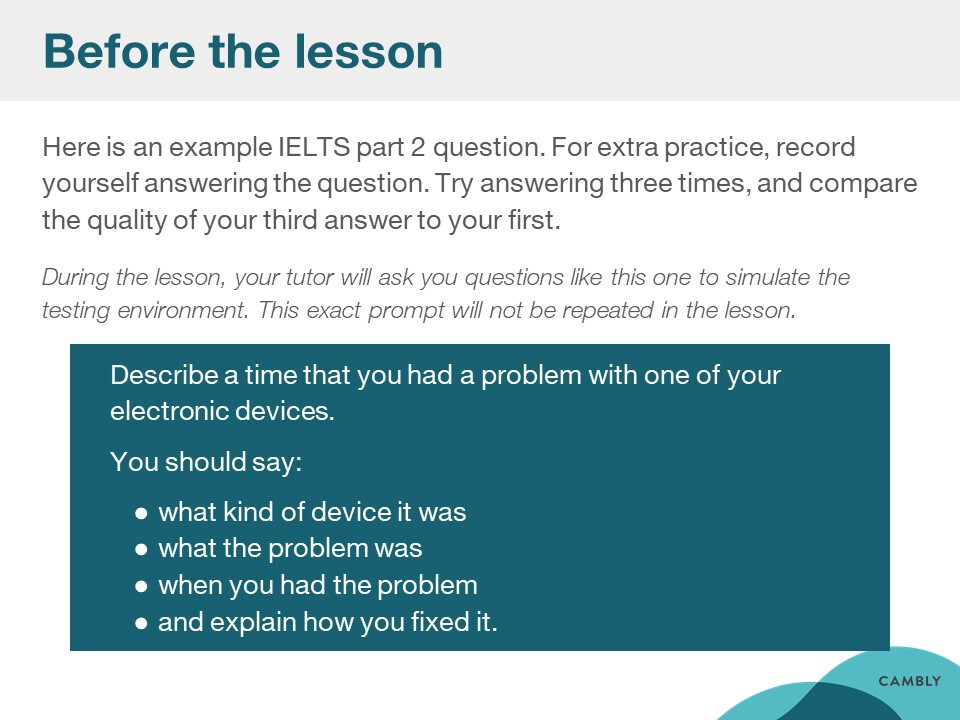 Before the lesson
Here is an example IELTS part 2 question. For extra practice, record
yourself answering the question. Try answering three times, and compare
the quality of your third answer to your first.
During the lesson, your tutor will ask you questions like this one to simulate the
testing environment. This exact prompt will not be repeated in the lesson.
Describe a time that you had a problem with one of your
electronic devices.
You should say:
● what kind of device it was
● what the problem was
● when you had the problem
● and explain how you fixed it.
CAMBLY